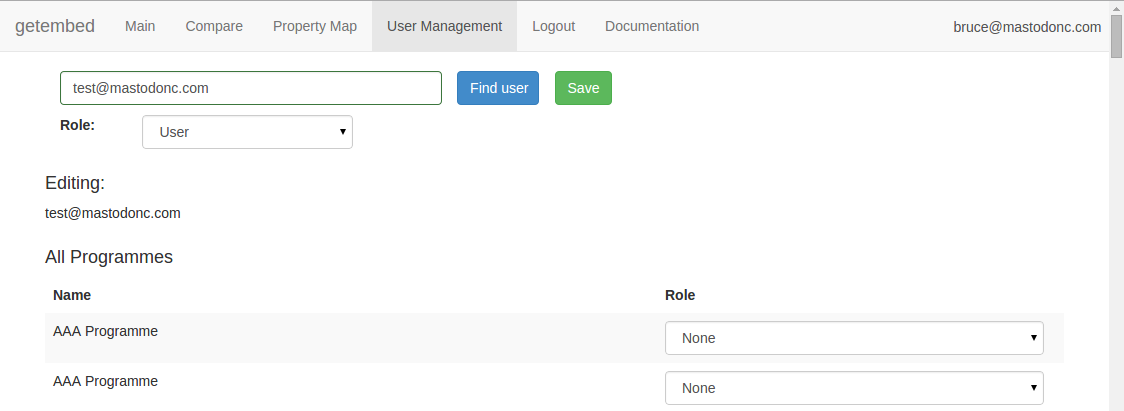 getembed Main Compare Property Map User Management Logout Documentation bruce@mastodonc.com
test@mastodonc.com Find user Save
Role: User
Editing:
test@mastodonc.com
All Programmes
Name Role
AAA Programme None
AAA Programme None